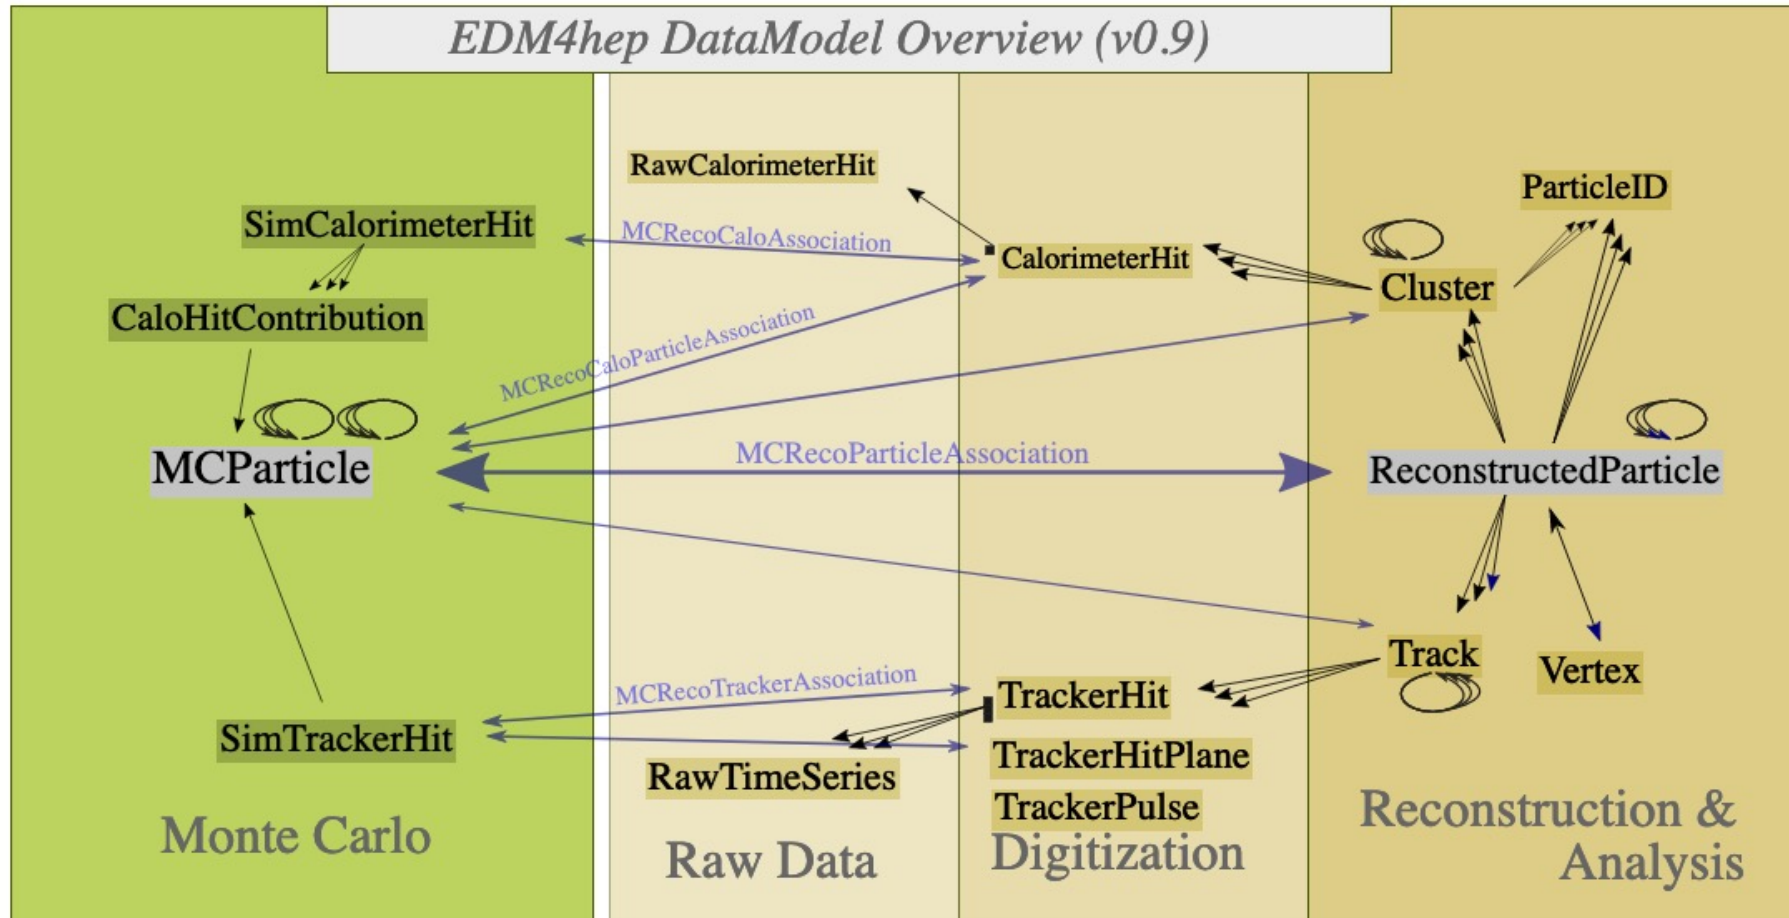 EDM4hep DataModel Overview (v0.9)
SimCalorimeterHit
CaloHitContribution
MCParticle
SimTrackerHit
Monte Carlo
MCRecoCaloAssociation
MCRecoCaloParticleAssociation
MCRecoParticleAssociation
MCRecoTrackerAssociation
RawCalorimeterHit
RawTimeSeries
Raw Data
CalorimeterHit
TrackerHit
TrackerHitPlane
TrackerPulse
Digitization
ParticleID
Cluster
ReconstructedParticle
Track
Vertex
Reconstruction &
Analysis